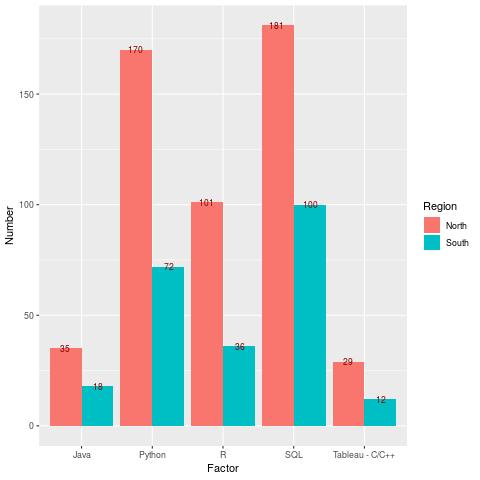 181
170
150
Number
101
100
100
72
Region
North
South
50
35
36
29
18
12
0
Java Python R SQL Tableau - C/C++
Factor